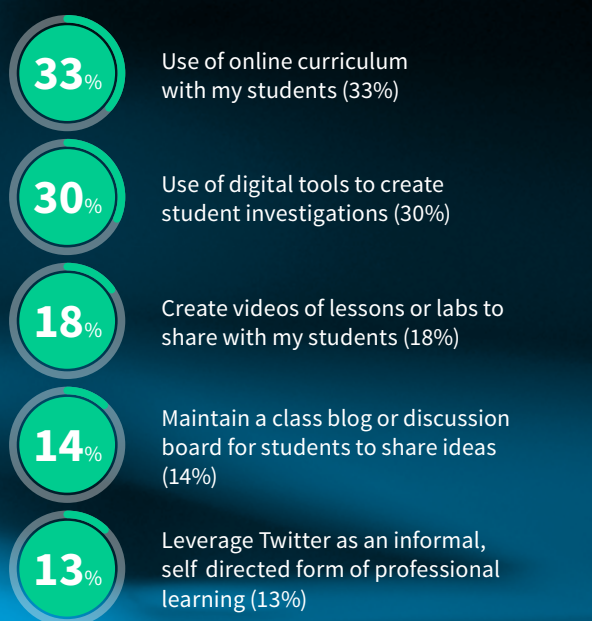 33%
Use of online curriculum
with my students (33%)
30%
Use of digital tools to create
student investigations (30%)
18%
Create videos of lessons or labs to
share with my students (18%)
14%
Maintain a class blog or discussion
board for students to share ideas
(14%)
13%
Leverage Twitter as an informal,
self directed form of professional
learning (13%)